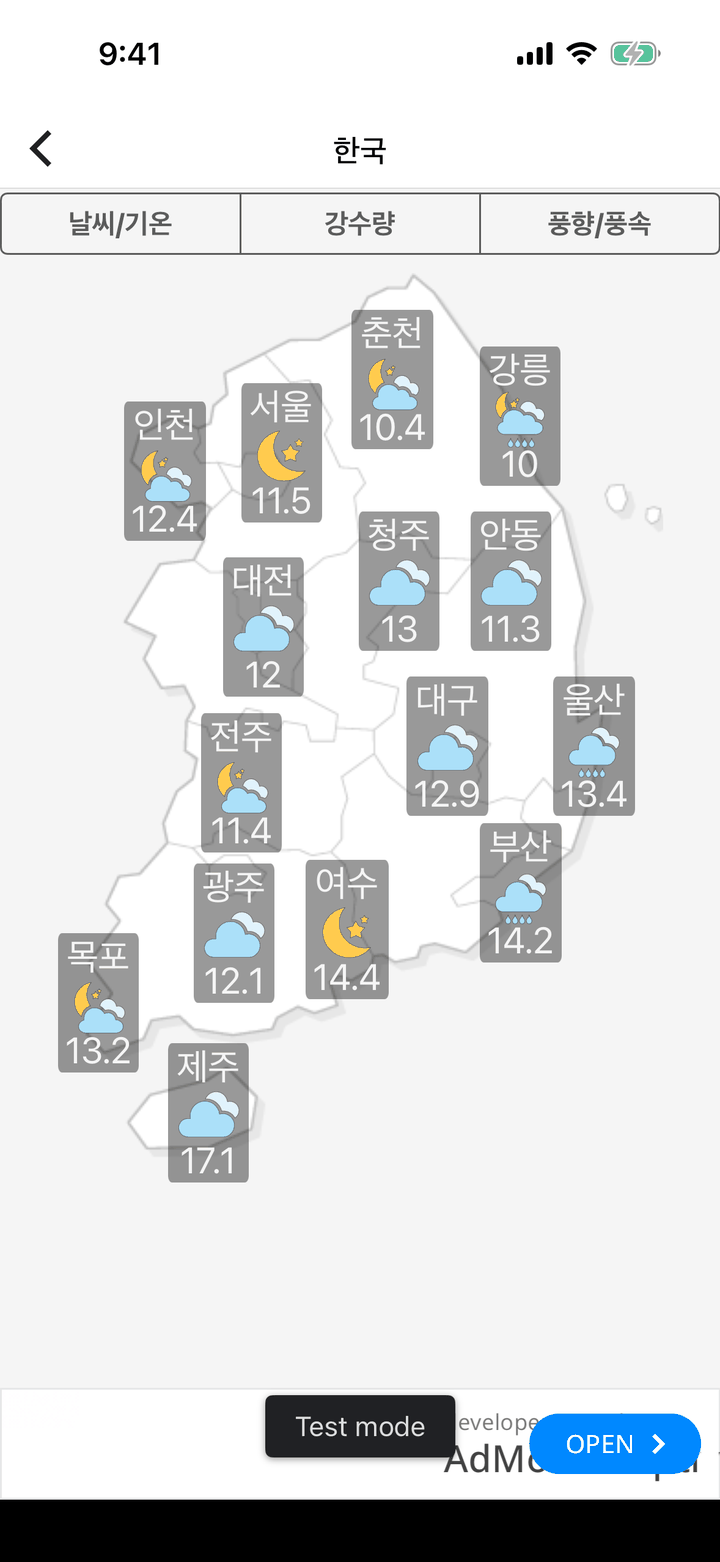 9:41
한국
날씨/기온
강수량
풍향/풍속
춘천
10.4
강릉
10
서울
11.5
인천
12.4
청주
13
안동
11.3
대전
12
대구
12.9
울산
13.4
전주
11.4
부산
14.2
여수
14.4
광주
12.1
목포
13.2
제주
17.1
Test mode
OPEN